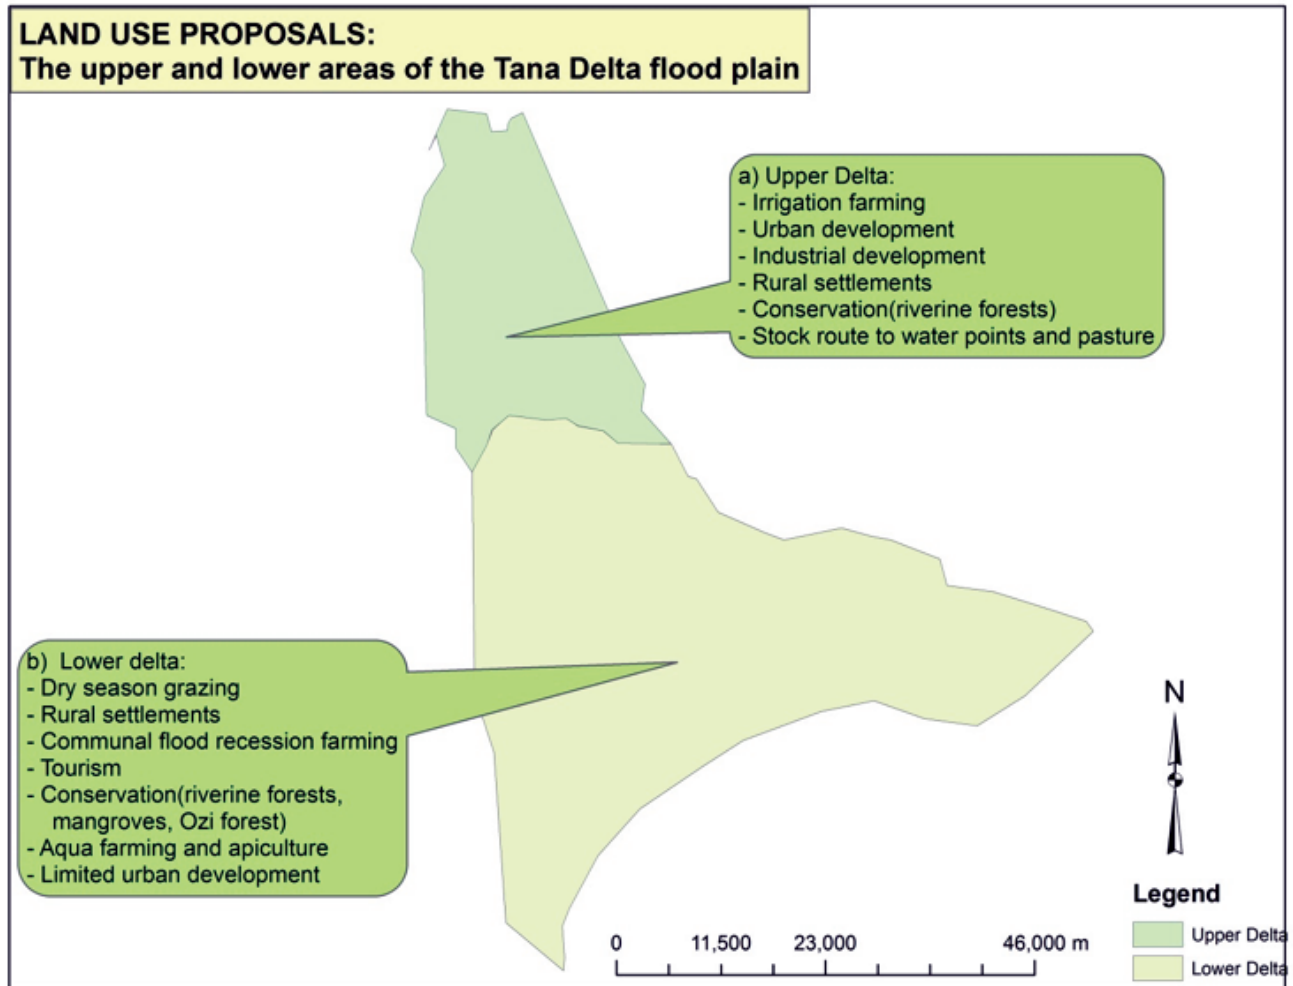 LAND USE PROPOSALS:
The upper and lower areas of the Tana Delta flood plain
a) Upper Delta:
- Irrigation farming
- Urban development
- Industrial development
- Rural settlements
- Conservation(riverine forests)
- Stock route to water points and pasture
b) Lower delta:
- Dry season grazing
- Rural settlements
- Communal flood recession farming
- Tourism
- Conservation(riverine forests,
mangroves, Ozi forest)
- Aqua farming and apiculture
- Limited urban development
N
Legend
Upper Delta
Lower Delta
0 11,500 23,000 46,000 m